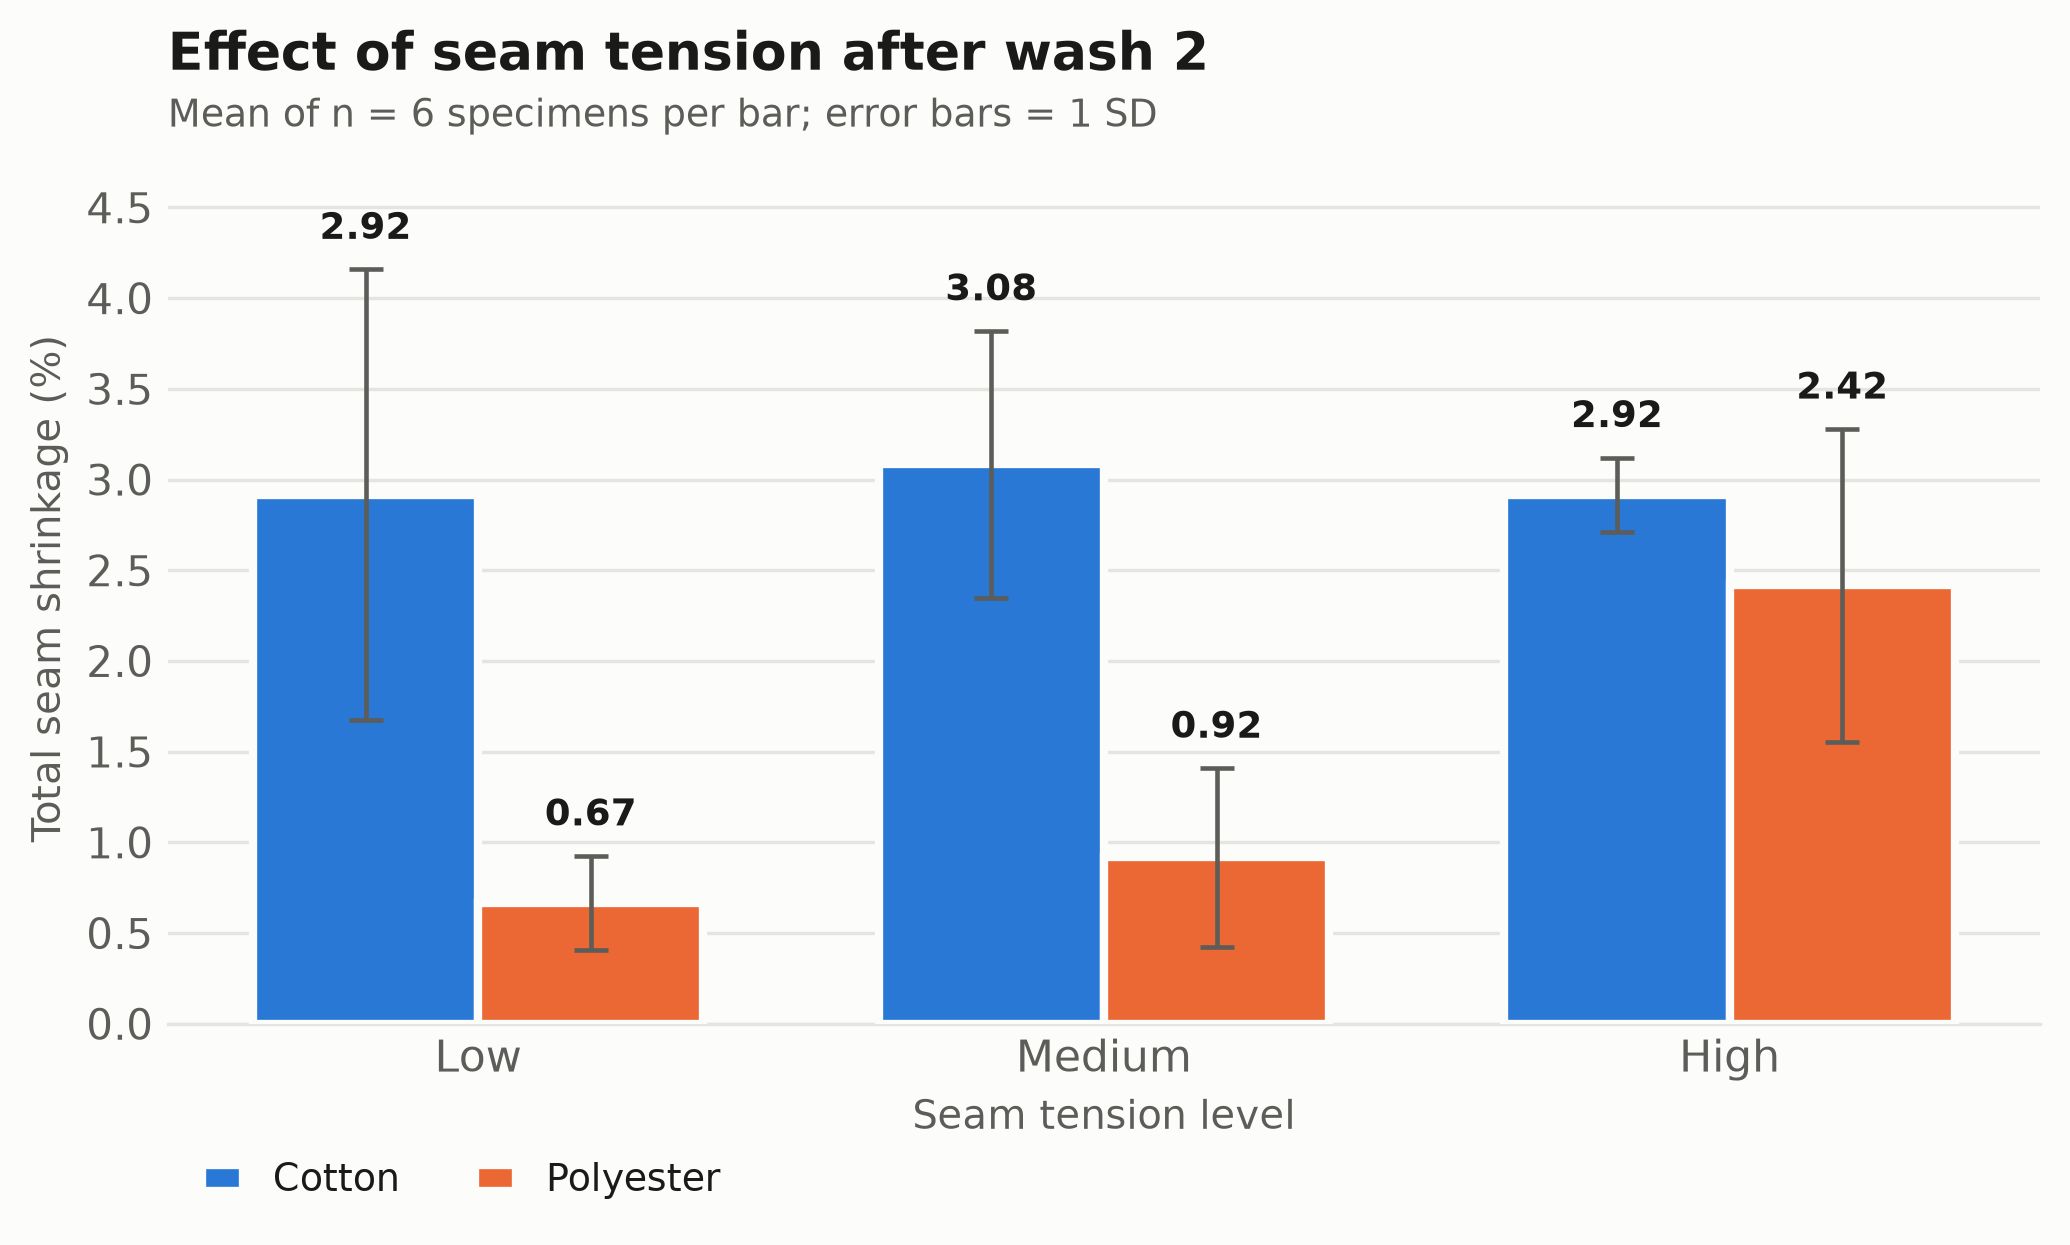 Effect of seam tension after wash 2
Mean of n = 6 specimens per bar; error bars = 1 SD
Total seam shrinkage (%)
4.5
4.0
3.5
3.0
2.5
2.0
1.5
1.0
0.5
0.0
2.92
0.67
3.08
0.92
2.92
2.42
Low
Medium
High
Seam tension level
Cotton
Polyester